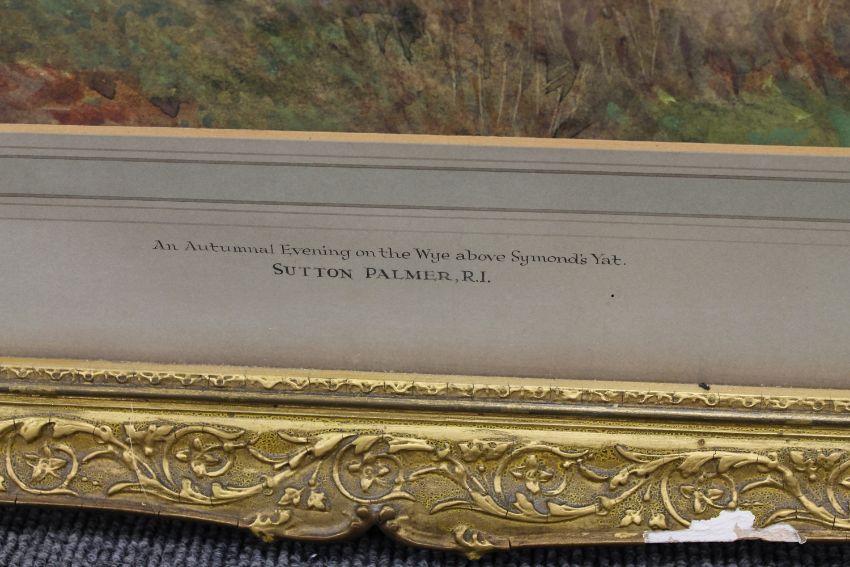 An Autumnal Evening on the Wye above Symond's Yat.
SUTTON PALMER, R.I.